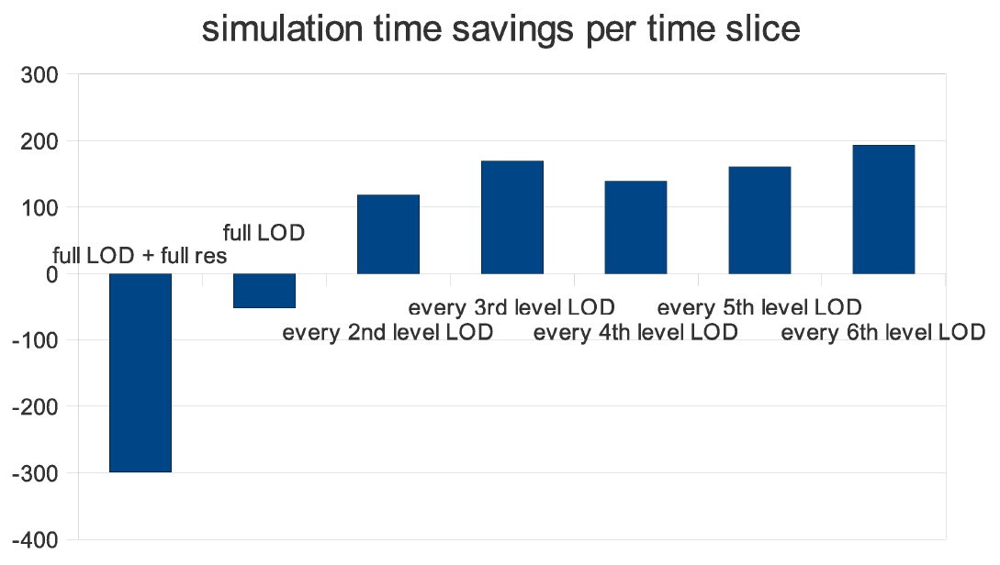 simulation time savings per time slice
300
200
100
full LOD
full LOD + full res
0
every 3rd level LOD
every 5th level LOD
every 2nd level LOD
every 4th level LOD
every 6th level LOD
-100
-200
-300
-400